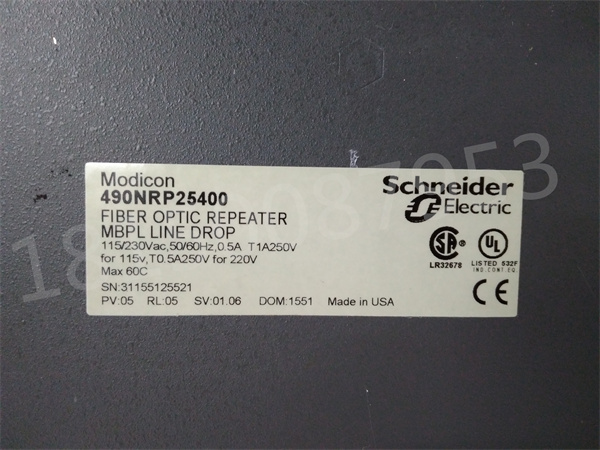 Modicon
490NRP25400
FIBER OPTIC REPEATER
MBPL LINE DROP
115/230Vac,50/60Hz,0.5A T1A250V
for 115v,T0.5A250V for 220V
Max 60C
SN:31155125521
PV:05 RL:05 SV:01.06 DOM:1551 Made in USA
Schneider
Electric
SA
LR32678
UL
LISTED 532F
IND.CONT.EQ.
CE